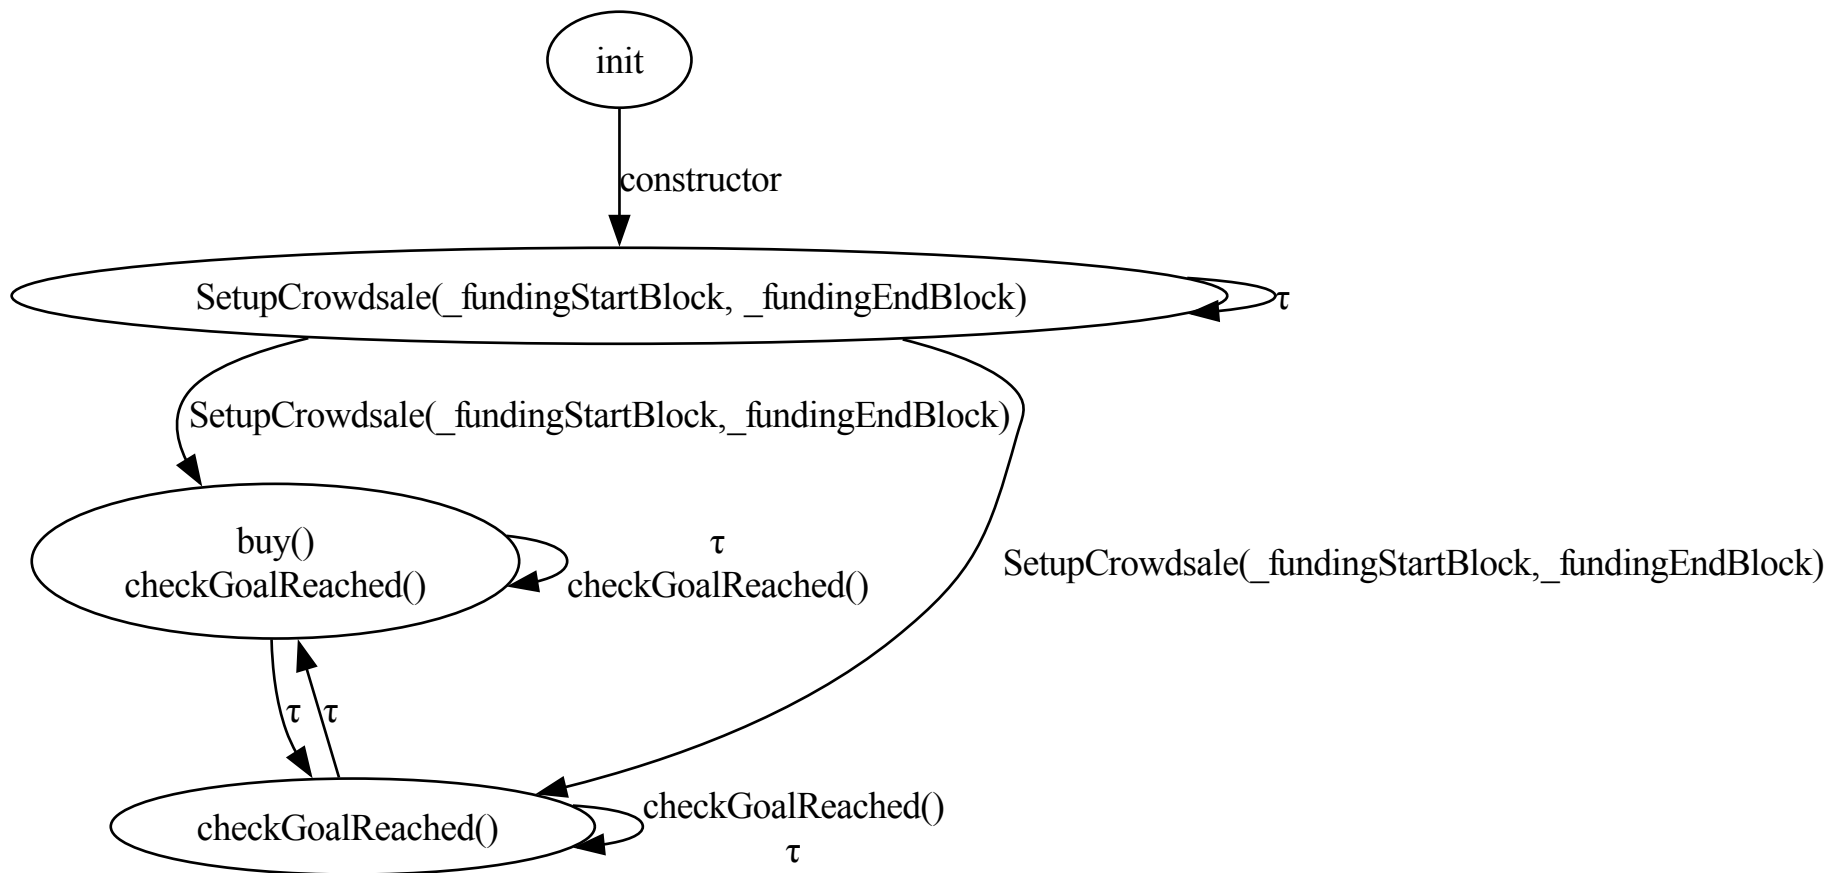 init
constructor
SetupCrowdsale(_fundingStartBlock, _fundingEndBlock)
τ
SetupCrowdsale(_fundingStartBlock,_fundingEndBlock)
buy()
checkGoalReached()
τ
checkGoalReached()
SetupCrowdsale(_fundingStartBlock,_fundingEndBlock)
τ
τ
checkGoalReached()
checkGoalReached()
τ